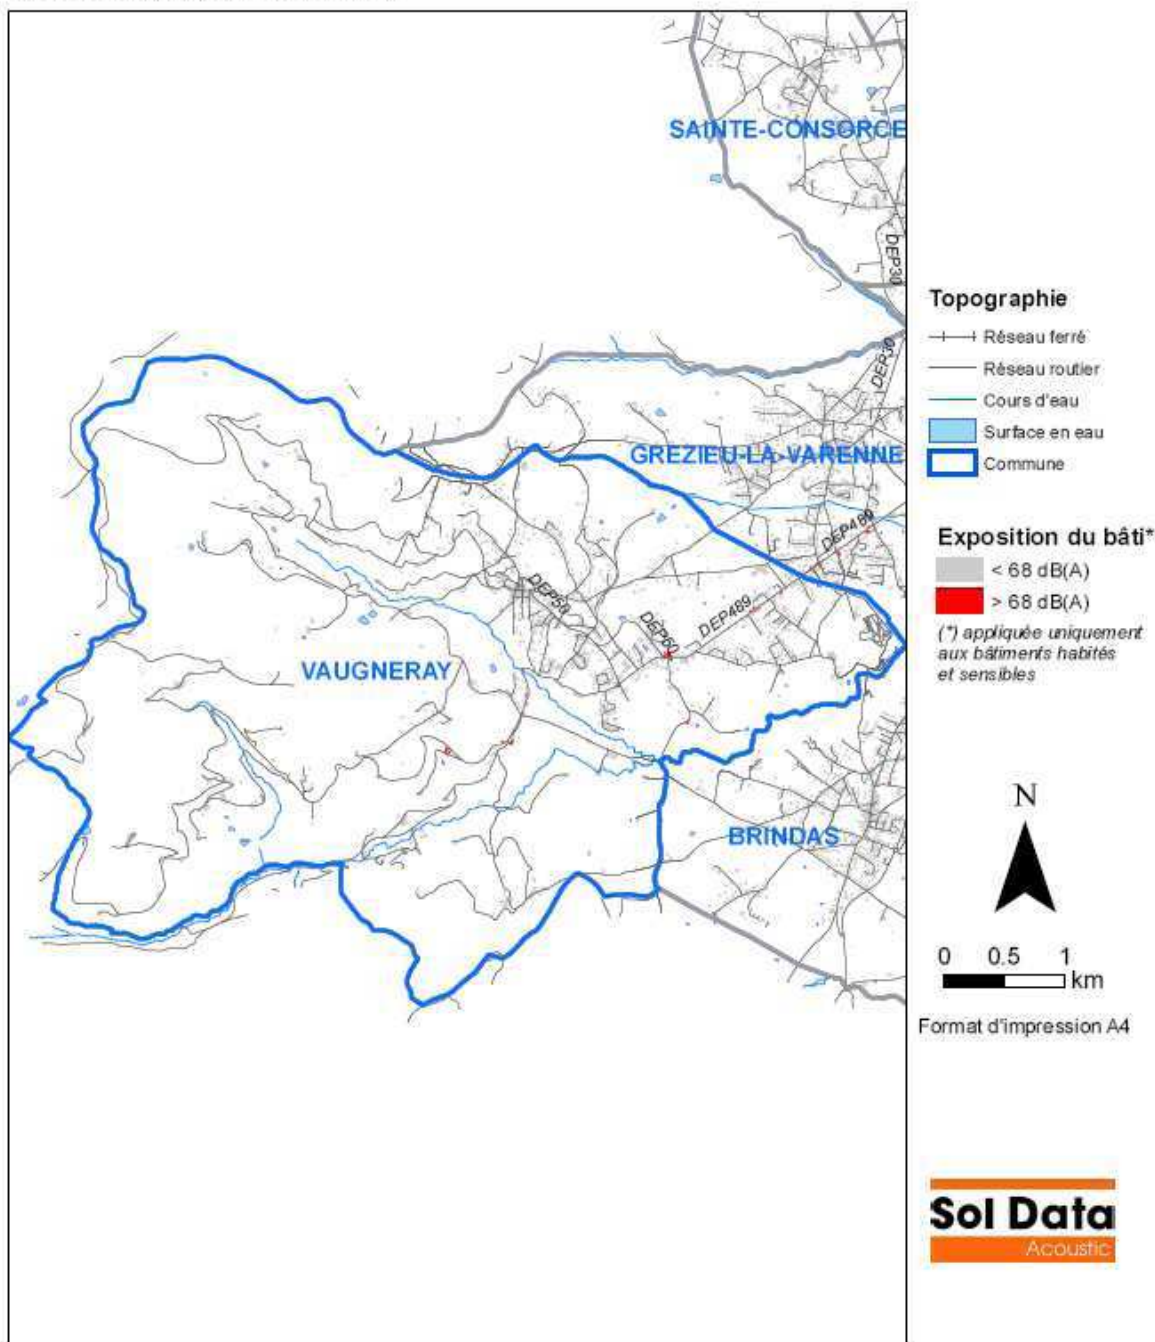 SAINTE-CONSORCE
DEP30
DEP30
GREZIEU-LA-VARENNE
DEP489
DEP50
DEP489
DEP50
VAUGNERAY
BRINDAS
Topographie
Réseau ferré
Réseau routier
Cours d'eau
Surface en eau
Commune
Exposition du bâti*
< 68 dB(A)
> 68 dB(A)
(*) appliquée uniquement
aux bâtiments habités
et sensibles
N
0 0.5 1
km
Format d'impression A4
Sol Data
Acoustic